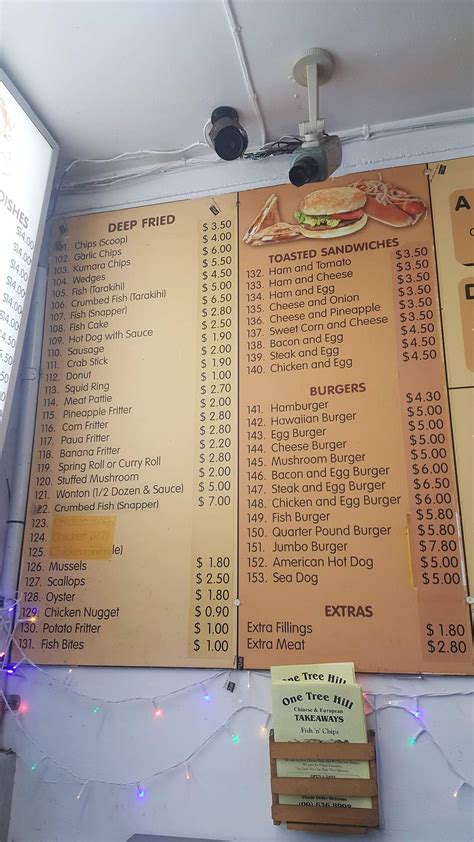 DISHES
$14.00
$14.00
DEEP FRIED
101. Chips (Scoop) $ 3.50
102. Garlic Chips $ 4.00
103. Kumara Chips $ 6.00
104. Wedges $ 5.50
105. Fish (Tarakihi) $ 5.00
106. Crumbed Fish (Tarakihi) $ 6.50
107. Fish (Snapper) $ 2.80
108. Fish Cake $ 2.50
109. Hot Dog with Sauce $ 1.90
110. Sausage $ 1.90
111. Crab Stick $ 1.90
112. Donut $ 1.00
113. Squid Ring $ 2.70
114. Meat Pattie $ 2.00
115. Pineapple Fritter $ 2.80
116. Corn Fritter $ 2.00
117. Paua Fritter $ 2.80
118. Banana Fritter $ 2.00
119. Spring Roll or Curry Roll $ 2.80
120. Stuffed Mushroom $ 2.00
121. Wonton (1/2 Dozen & Sauce) $ 5.00
122. Crumbed Fish (Snapper) $ 7.00
123.
124.
125.
126. Mussels $ 1.80
127. Scallops $ 2.50
128. Oyster $ 1.80
129. Chicken Nugget $ 0.90
130. Potato Fritter $ 1.00
131. Fish Bites $ 1.00
TOASTED SANDWICHES
132. Ham and Tomato $ 3.50
133. Ham and Cheese $ 3.50
134. Ham and Egg $ 3.50
135. Cheese and Onion $ 3.50
136. Cheese and Pineapple $ 3.50
137. Sweet Corn and Cheese $ 3.50
138. Bacon and Egg $ 4.50
139. Steak and Egg $ 4.50
140. Chicken and Egg $ 4.50
BURGERS
141. Hamburger $ 4.30
142. Hawaiian Burger $ 5.00
143. Egg Burger $ 5.00
144. Cheese Burger $ 5.00
145. Mushroom Burger $ 5.00
146. Bacon and Egg Burger $ 6.50
147. Steak and Egg Burger $ 6.50
148. Chicken and Egg Burger $ 6.50
149. Fish Burger $ 5.80
150. Quarter Pound Burger $ 5.80
151. Jumbo Burger $ 7.80
152. American Hot Dog $ 5.00
153. Sea Dog $ 5.00
EXTRAS
Extra Fillings $ 1.80
Extra Meat $ 2.80
One Tree Hill
One Tree Hill
Chinese & European
TAKEAWAYS
Fish 'n' Chips